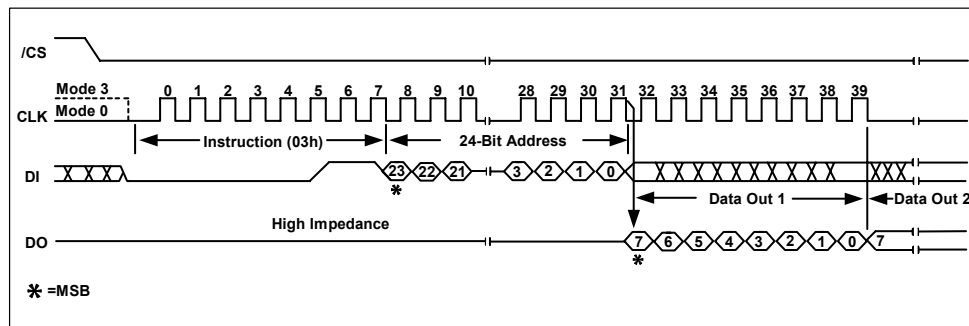 /CS
Mode 3
0 1 2 3 4 5 6 7 8 9 10 28 29 30 31 32 33 34 35 36 37 38 39
Mode 0
CLK
Instruction (03h) 24-Bit Address
DI
23 22 21 3 2 1 0
*
Data Out 1 Data Out 2
High Impedance
DO
7 6 5 4 3 2 1 0 7
*
* =MSB